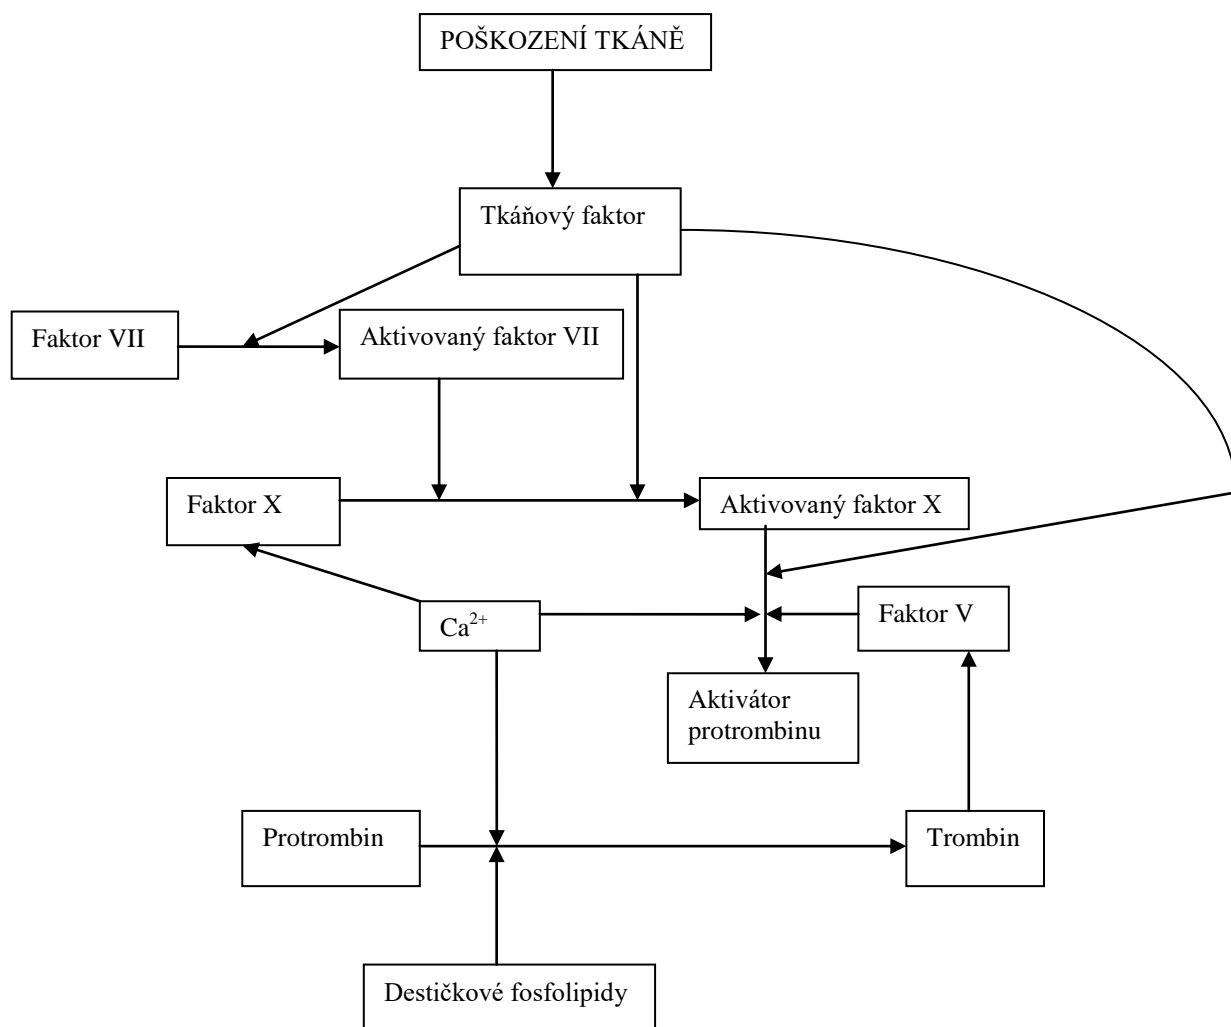 POŠKOZENÍ TKÁNĚ
Tkáňový faktor
Faktor VII
Aktivovaný faktor VII
Faktor X
Aktivovaný faktor X
Ca²⁺
Faktor V
Aktivátor
protrombinu
Protrombin
Trombin
Destičkové fosfolipidy